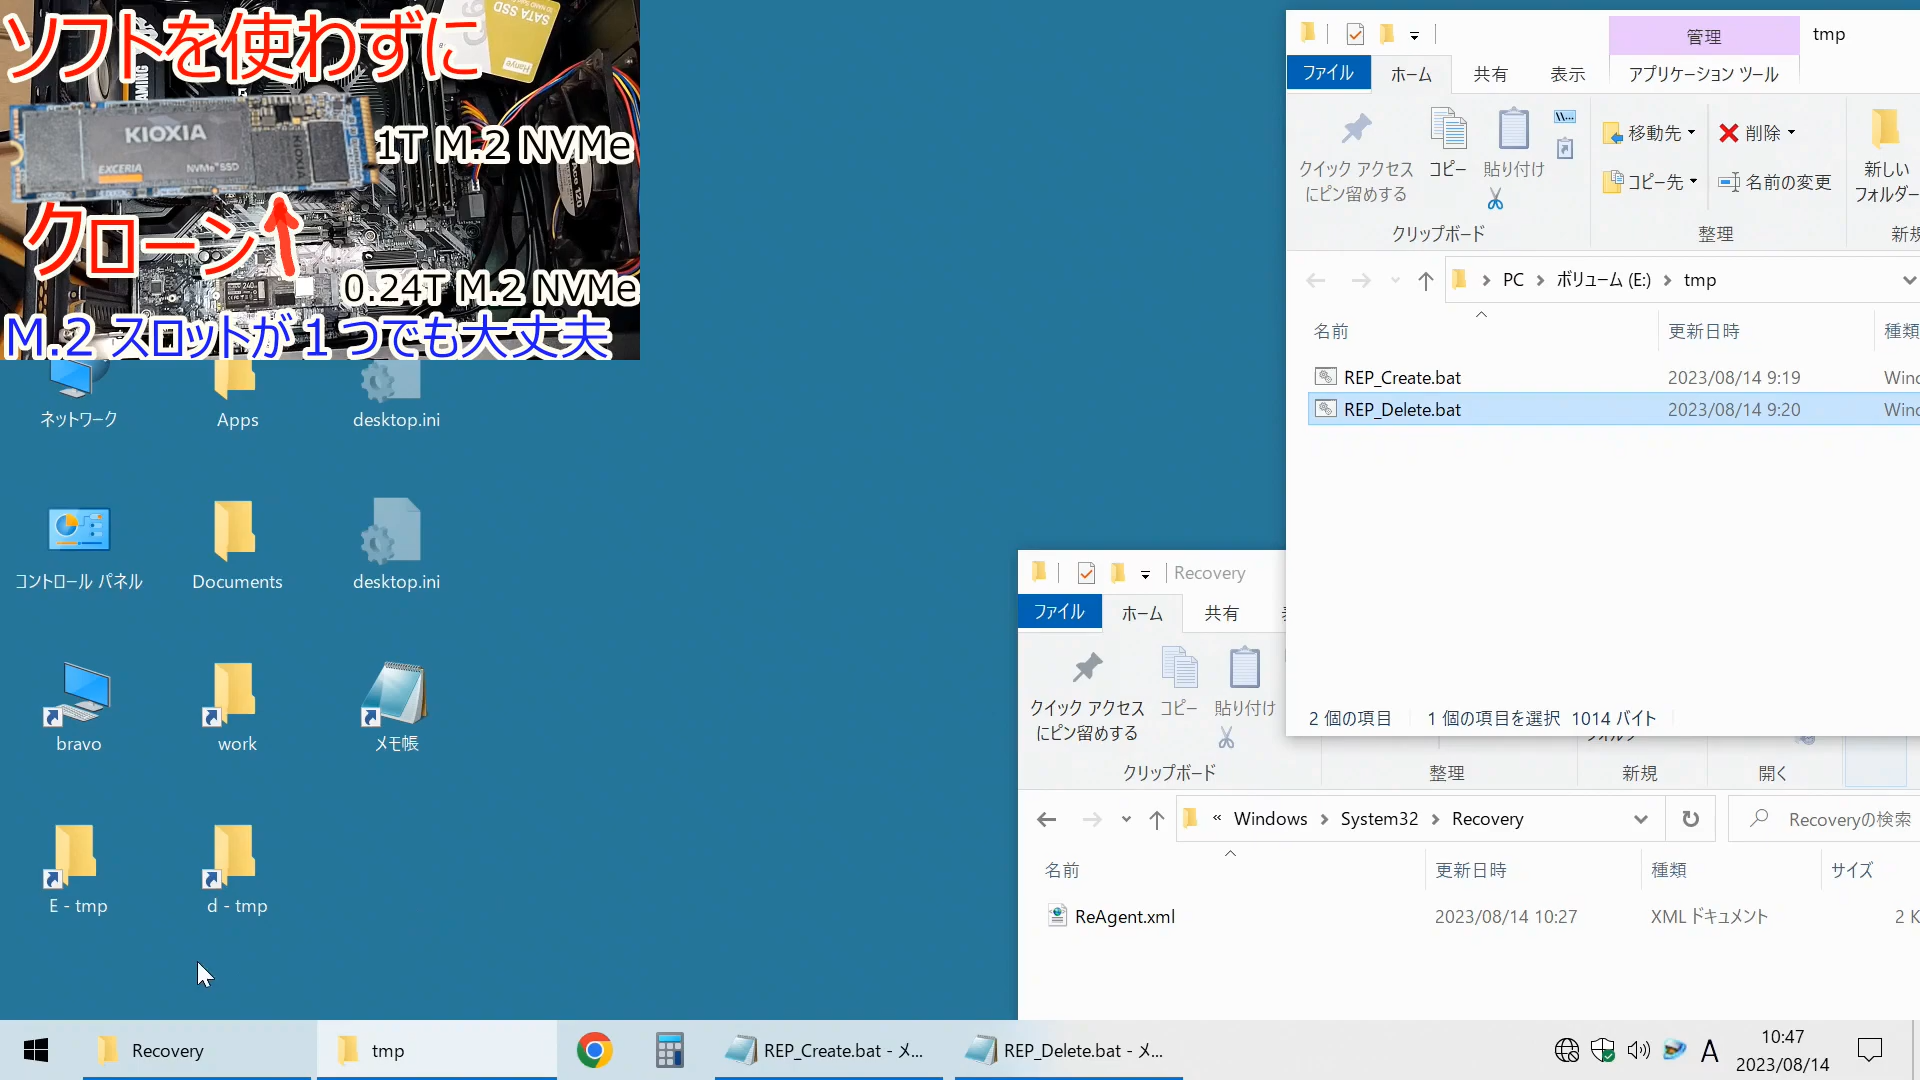 ソフトを使わずに
SATA SSD
Hanye
KIOXIA
1T M.2 NVMe
EXCERIA
NVMe SSD
KIOXIA
クローン
0.24T M.2 NVMe
M.2 スロットが1つでも大丈夫
ネットワーク
Apps
desktop.ini
コントロール パネル
Documents
desktop.ini
bravo
work
メモ帳
E - tmp
d - tmp
管理
tmp
ファイル
ホーム
共有
表示
アプリケーション ツール
クイック アクセス
にピン留めする
コピー
貼り付け
移動先
コピー先
削除
名前の変更
新しい
フォルダー
クリップボード
整理
新規
PC
ボリューム (E:)
tmp
名前
更新日時
種類
REP_Create.bat
2023/08/14 9:19
REP_Delete.bat
2023/08/14 9:20
2 個の項目
1 個の項目を選択
1014 バイト
Recovery
ファイル
ホーム
共有
クイック アクセス
にピン留めする
コピー
貼り付け
クリップボード
整理
新規
開く
« Windows
System32
Recovery
Recoveryの検索
名前
更新日時
種類
サイズ
ReAgent.xml
2023/08/14 10:27
XML ドキュメント
2 K
Recovery
tmp
REP_Create.bat - メ...
REP_Delete.bat - メ...
A
10:47
2023/08/14